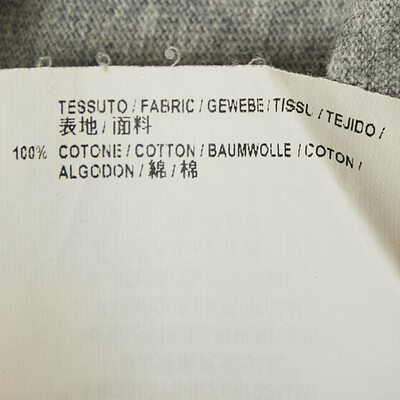 TESSUTO / FABRIC / GEWEBE / TISSU / TEJIDO /
表地 / 面料
100% COTONE / COTTON / BAUMWOLLE / COTON /
ALGODON / 綿 / 棉